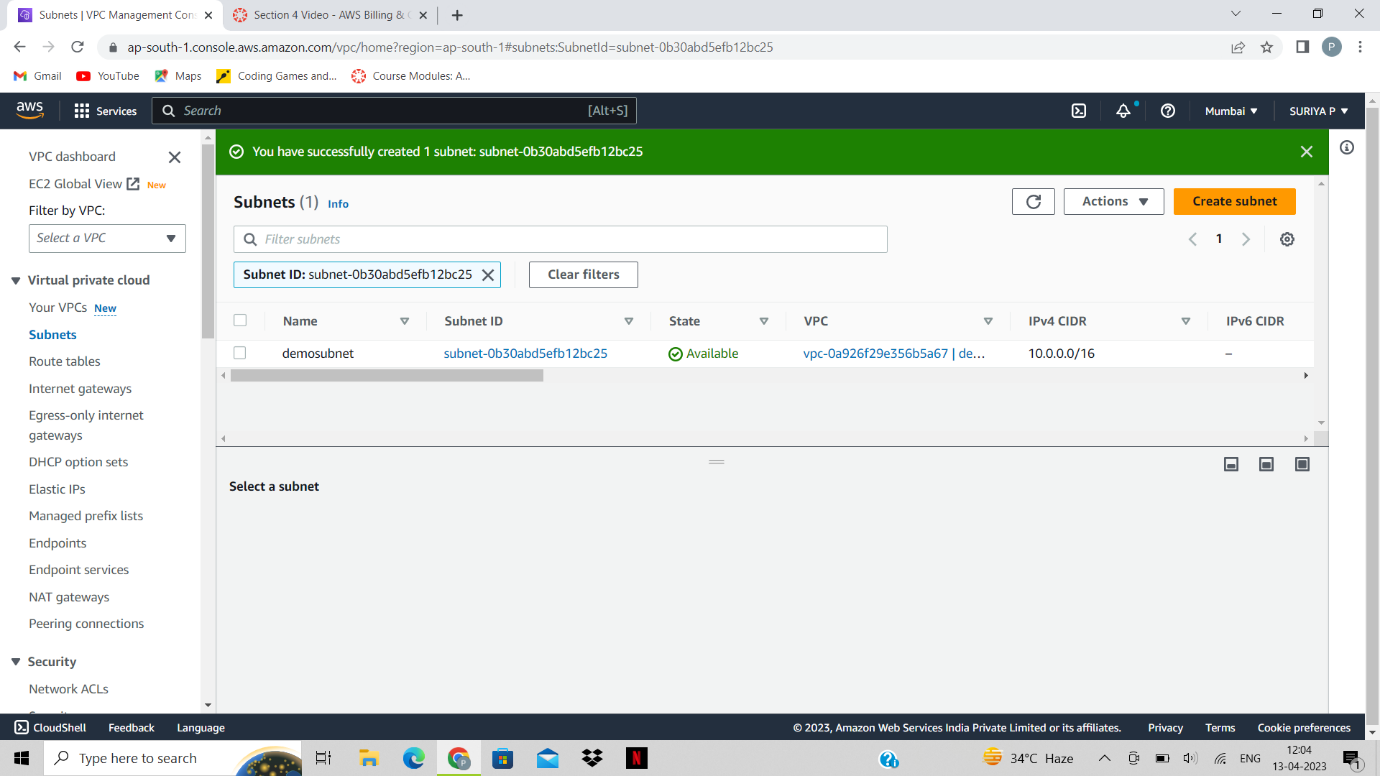 Subnets | VPC Management Con
Section 4 Video - AWS Billing &
ap-south-1.console.aws.amazon.com/vpc/home?region=ap-south-1#subnets:SubnetId=subnet-0b30abd5efb12bc25
P
Gmail
YouTube
Maps
Coding Games and...
Course Modules: A...
aws
Services
Search
[Alt+S]
Mumbai
SURIYA P
VPC dashboard
EC2 Global View New
Filter by VPC:
Select a VPC
Virtual private cloud
Your VPCs New
Subnets
Route tables
Internet gateways
Egress-only internet
gateways
DHCP option sets
Elastic IPs
Managed prefix lists
Endpoints
Endpoint services
NAT gateways
Peering connections
Security
Network ACLs
You have successfully created 1 subnet: subnet-0b30abd5efb12bc25
Subnets (1) Info
Actions
Create subnet
Filter subnets
1
Subnet ID: subnet-0b30abd5efb12bc25
Clear filters
Name Subnet ID State VPC IPv4 CIDR IPv6 CIDR
demosubnet subnet-0b30abd5efb12bc25 Available vpc-0a926f29e356b5a67 | de... 10.0.0.0/16 –
Select a subnet
CloudShell Feedback Language
© 2023, Amazon Web Services India Private Limited or its affiliates. Privacy Terms Cookie preferences
Type here to search
P
N
34°C Haze
ENG
12:04
13-04-2023
1